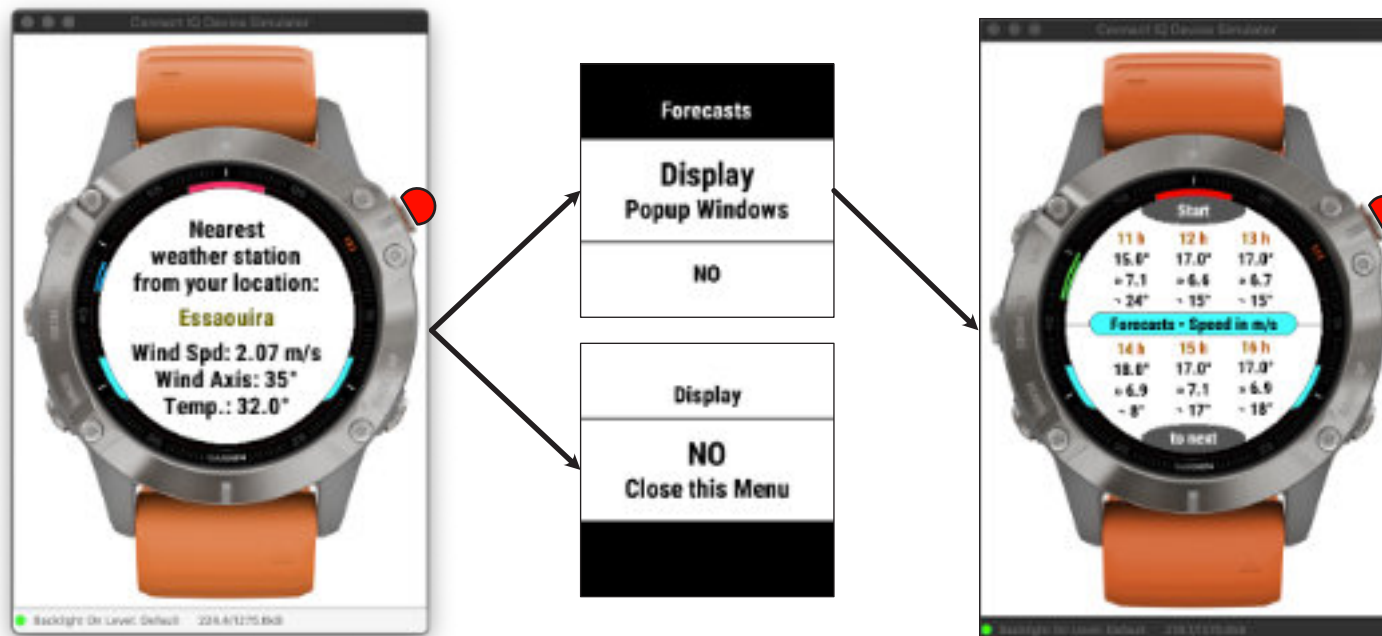 Connect IQ Device Simulator
Nearest
weather station
from your location:
Essaouira
Wind Spd: 2.07 m/s
Wind Axis: 35°
Temp.: 32.0°
GARMIN
Backlight On Level: Default
Forecasts
Display
Popup Windows
NO
Display
NO
Close this Menu
Connect IQ Device Simulator
Start
11 h 12 h 13 h
15.0° 17.0° 17.0°
» 7.1 » 6.6 » 6.7
~ 24° ~ 15° ~ 15°
Forecasts - Speed in m/s
14 h 15 h 16 h
18.0° 17.0° 17.0°
» 6.9 » 7.1 » 6.9
~ 8° ~ 17° ~ 18°
to next
GARMIN
Backlight On Level: Default